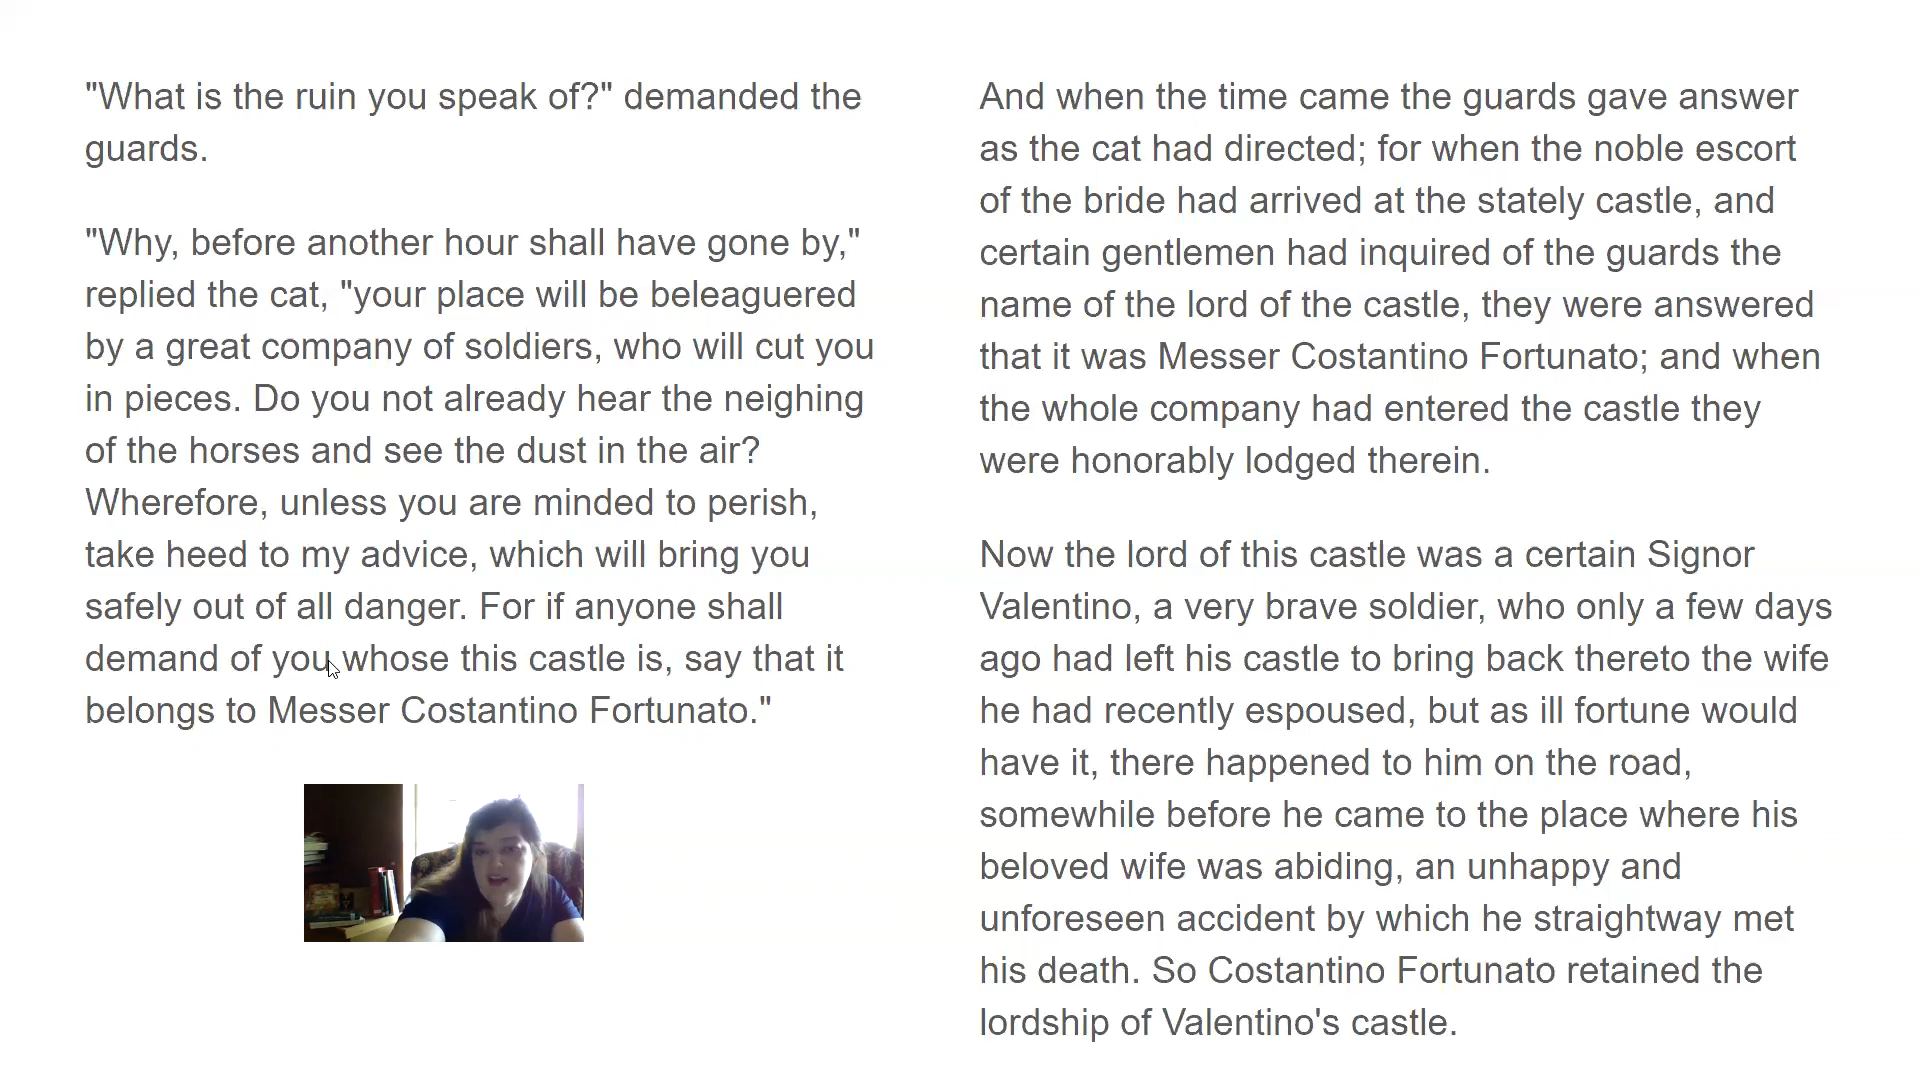 "What is the ruin you speak of?" demanded the
guards.
"Why, before another hour shall have gone by,"
replied the cat, "your place will be beleaguered
by a great company of soldiers, who will cut you
in pieces. Do you not already hear the neighing
of the horses and see the dust in the air?
Wherefore, unless you are minded to perish,
take heed to my advice, which will bring you
safely out of all danger. For if anyone shall
demand of you whose this castle is, say that it
belongs to Messer Costantino Fortunato."
And when the time came the guards gave answer
as the cat had directed; for when the noble escort
of the bride had arrived at the stately castle, and
certain gentlemen had inquired of the guards the
name of the lord of the castle, they were answered
that it was Messer Costantino Fortunato; and when
the whole company had entered the castle they
were honorably lodged therein.
Now the lord of this castle was a certain Signor
Valentino, a very brave soldier, who only a few days
ago had left his castle to bring back thereto the wife
he had recently espoused, but as ill fortune would
have it, there happened to him on the road,
somewhile before he came to the place where his
beloved wife was abiding, an unhappy and
unforeseen accident by which he straightway met
his death. So Costantino Fortunato retained the
lordship of Valentino's castle.